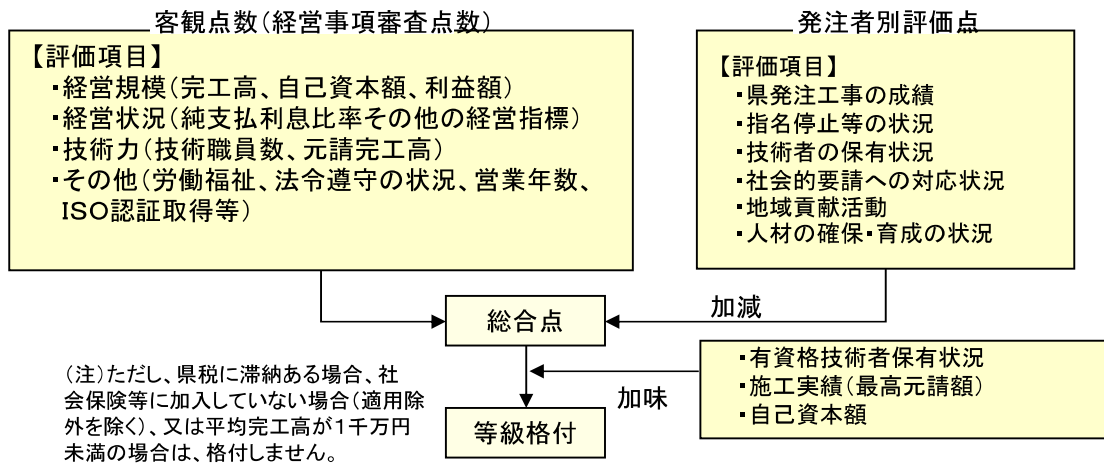 客観点数(経営事項審査点数)
【評価項目】
・経営規模(完工高、自己資本額、利益額)
・経営状況(純支払利息比率その他の経営指標)
・技術力(技術職員数、元請完工高)
・その他(労働福祉、法令遵守の状況、営業年数、
ISO認証取得等)
発注者別評価点
【評価項目】
・県発注工事の成績
・指名停止等の状況
・技術者の保有状況
・社会的要請への対応状況
・地域貢献活動
・人材の確保・育成の状況
総合点
加減
・有資格技術者保有状況
・施工実績(最高元請額)
・自己資本額
加味
等級格付
(注)ただし、県税に滞納ある場合、社
会保険等に加入していない場合(適用除
外を除く)、又は平均完工高が1千万円
未満の場合は、格付しません。